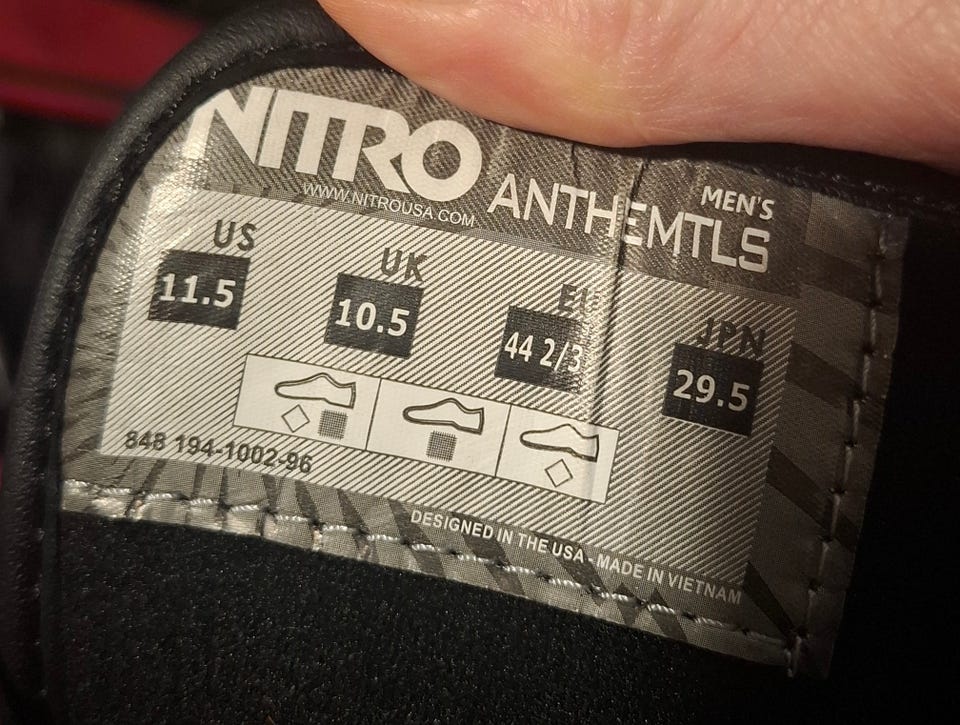 NITRO
WWW.NITROUSA.COM
MEN'S
ANTHEMTLS
US UK EU JPN
11.5 10.5 44 2/3 29.5
848 194-1002-96
DESIGNED IN THE USA - MADE IN VIETNAM